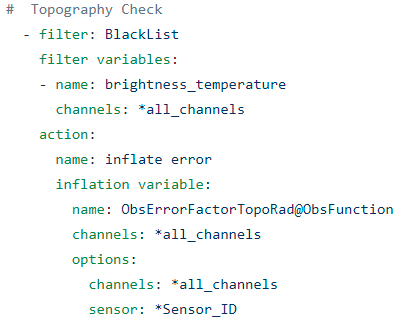 #  Topography Check
  - filter: BlackList
    filter variables:
    - name: brightness_temperature
      channels: *all_channels
    action:
      name: inflate error
      inflation variable:
        name: ObsErrorFactorTopoRad@ObsFunction
        channels: *all_channels
        options:
          channels: *all_channels
          sensor: *Sensor_ID